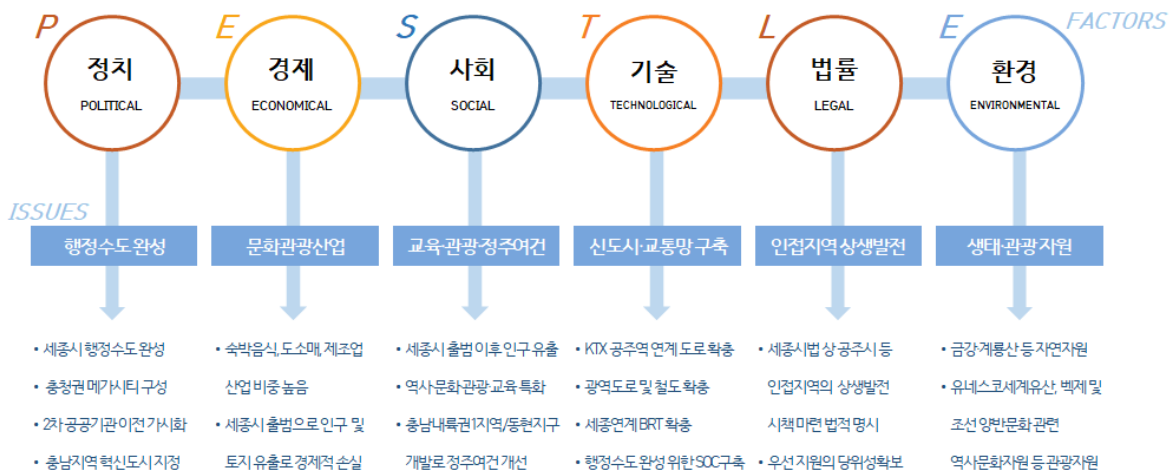 P E S T L E FACTORS
정치 경제 사회 기술 법률 환경
POLITICAL ECONOMICAL SOCIAL TECHNOLOGICAL LEGAL ENVIRONMENTAL
ISSUES
행정수도 완성
• 세종시 행정수도 완성
• 충청권 메가시티 구성
• 2차 공공기관 이전 가시화
• 충남지역 혁신도시 지정
문화관광산업
• 숙박음식, 도소매, 제조업
산업 비중 높음
• 세종시 출범으로 인구 및
토지 유출로 경제적 손실
교육·관광·정주여건
• 세종시 출범 이후 인구 유출
• 역사·문화·관광·교육 특화
• 충남내륙권1지역/동현지구
개발로 정주여건 개선
신도시·교통망 구축
• KTX 공주역 연계 도로 확충
• 광역도로 및 철도 확충
• 세종연계 BRT 확충
• 행정수도 완성 위한 SOC구축
인접지역 상생발전
• 세종시법 상 공주시 등
인접지역의 상생발전
시책 마련 법적 명시
• 우선 지원의 당위성확보
생태·관광 자원
• 금강·계룡산 등 자연자원
• 유네스코세계유산, 벡제 및
조선 양반문화 관련
역사문화자원 등 관광자원